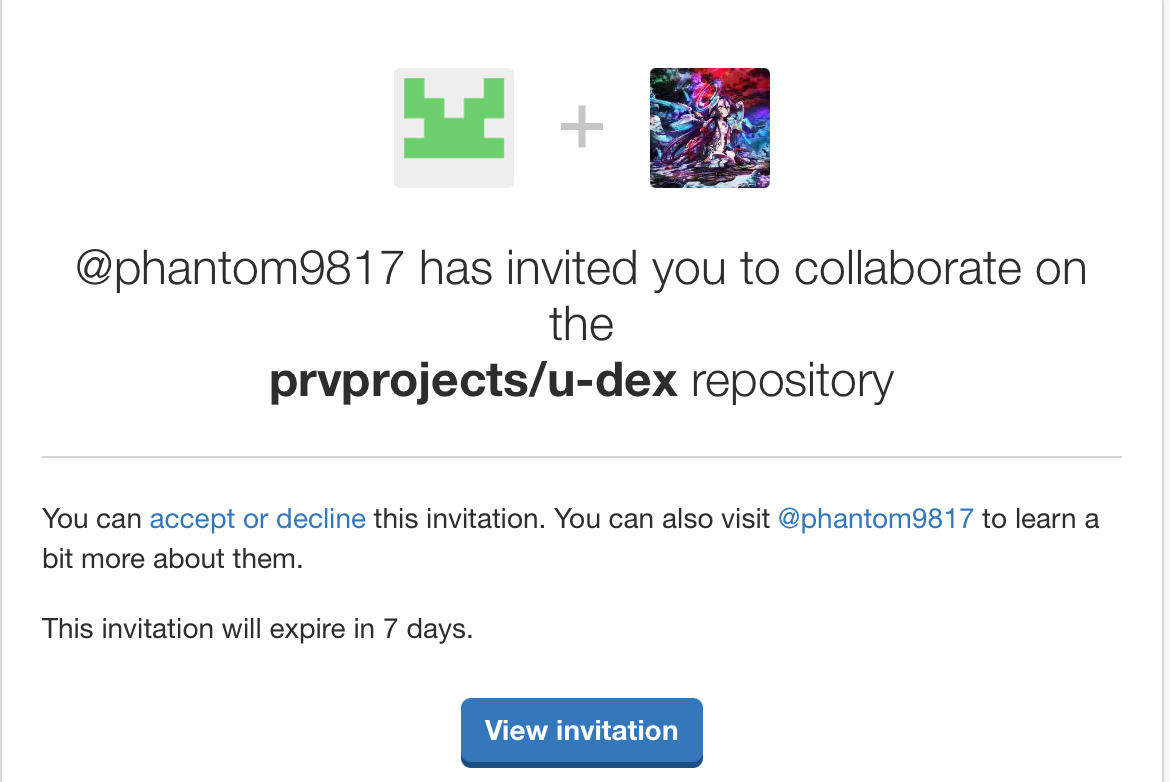 @phantom9817 has invited you to collaborate on
the
prvprojects/u-dex repository
You can accept or decline this invitation. You can also visit @phantom9817 to learn a
bit more about them.
This invitation will expire in 7 days.
View invitation